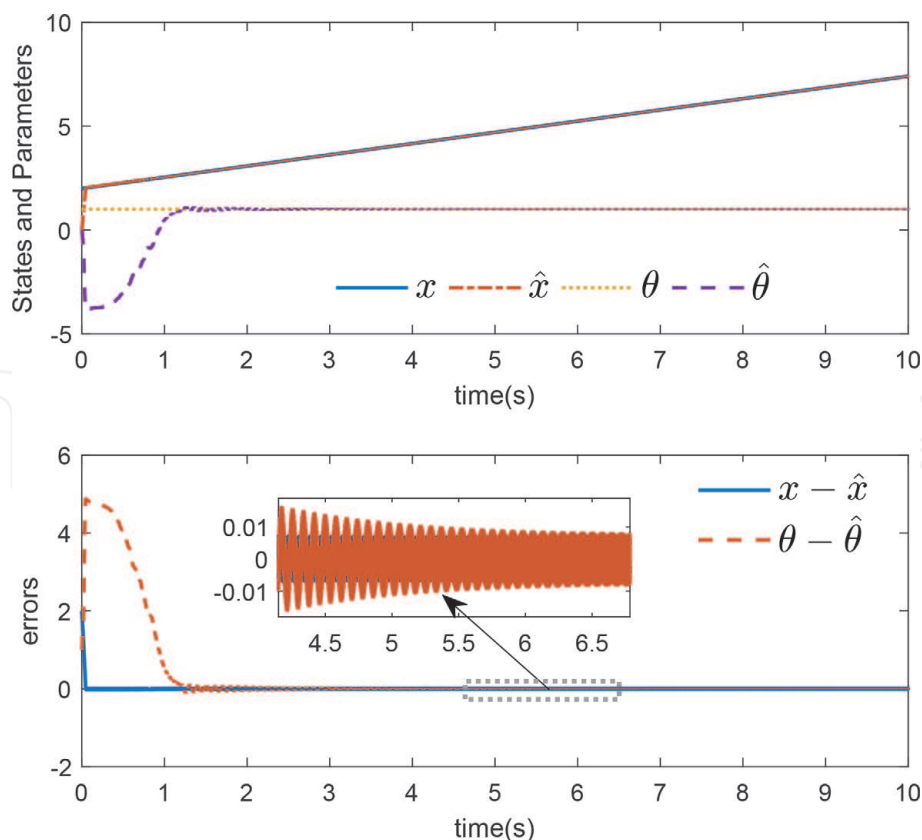 10
5
0
-5
States and Parameters
x x̂ θ θ̂
0 1 2 3 4 5 6 7 8 9 10
time(s)
6
4
2
0
-2
errors
x − x̂
θ − θ̂
0.01
0
-0.01
4.5 5 5.5 6 6.5
0 1 2 3 4 5 6 7 8 9 10
time(s)